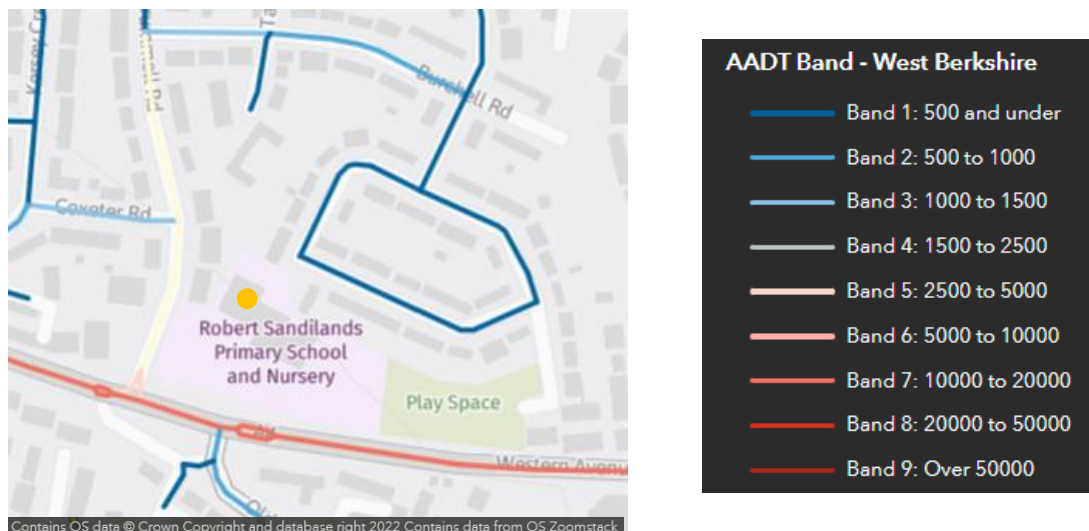 Burchell Rd
Coxeter Rd
Robert Sandilands
Primary School
and Nursery
Play Space
A4
Western Avenu
Contains OS data © Crown Copyright and database right 2022 Contains data from OS Zoomstack
AADT Band - West Berkshire
Band 1: 500 and under
Band 2: 500 to 1000
Band 3: 1000 to 1500
Band 4: 1500 to 2500
Band 5: 2500 to 5000
Band 6: 5000 to 10000
Band 7: 10000 to 20000
Band 8: 20000 to 50000
Band 9: Over 50000